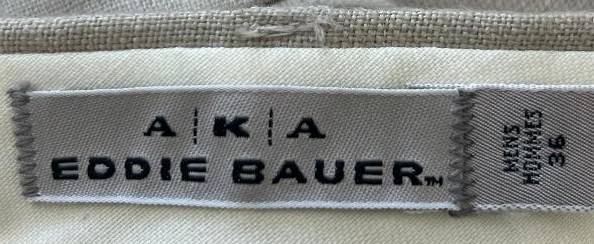 A|K|A
EDDIE BAUER™
MENS
HOMMES
36